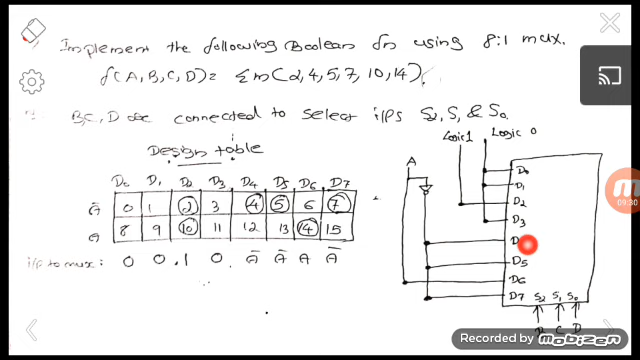 Implement the following Boolean fn using 8:1 mux.
f(A,B,C,D)= Σm(2,4,5,7,10,14).
B,C,D are connected to select i/ps S2, S1 & S0.
Design table
D0 D1 D2 D3 D4 D5 D6 D7
Ā 0 1 2 3 4 5 6 7
A 8 9 10 11 12 13 14 15
i/p to mux: 0 0 1 0 Ā Ā A Ā
Logic 1 Logic 0
A
D0
D1
D2
D3
D
D5
D6
D7 S2 S1 S0
B C D
09:30
Recorded by
MOBIZEN